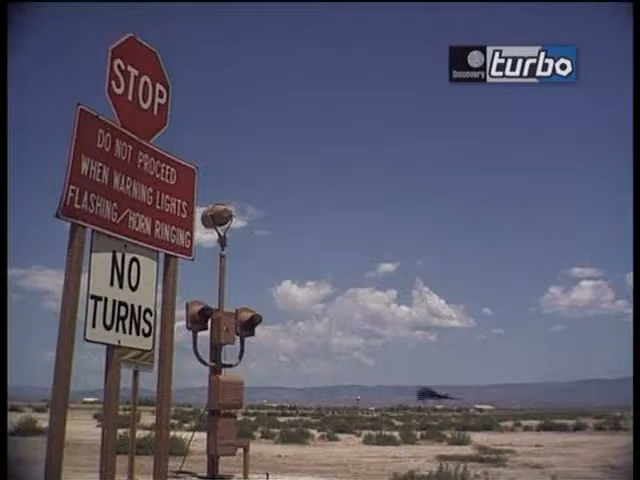 STOP
DO NOT PROCEED
WHEN WARNING LIGHTS
FLASHING/HORN RINGING
NO
TURNS
Discovery
turbo